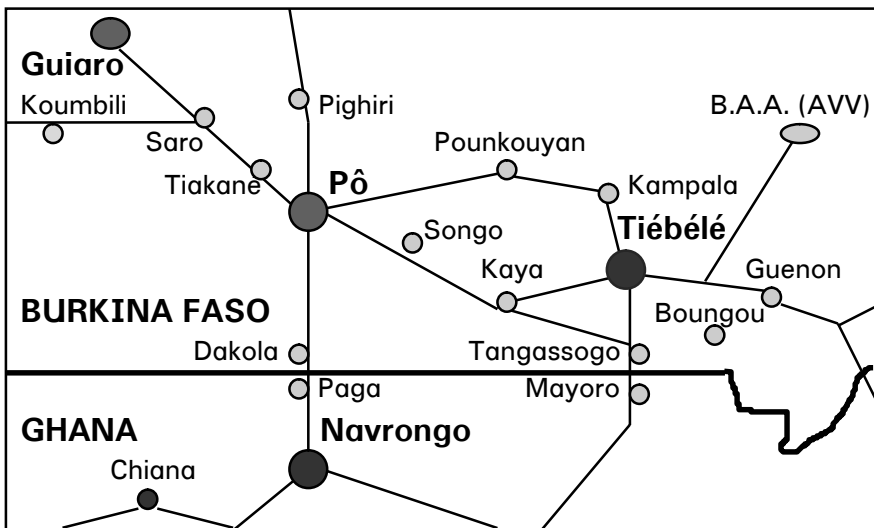 Guiaro
Koumbili
Pighiri
B.A.A. (AVV)
Saro
Pounkouyan
Tiakane
Pô
Kampala
Songo
Tiébélé
Kaya
Guenon
BURKINA FASO
Boungou
Dakola
Tangassogo
Paga
Mayoro
GHANA
Navrongo
Chiana